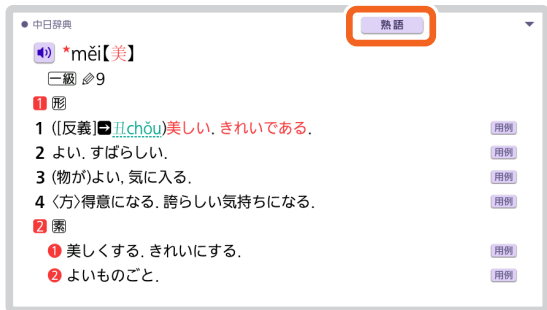 ● 中日辞典 熟語
*měi【美】
一級 9
1 形
1 ([反義]➡丑chǒu)美しい. きれいである. 用例
2 よい. すばらしい. 用例
3 (物が)よい, 気に入る. 用例
4 〈方〉得意になる. 誇らしい気持ちになる. 用例
2 素
❶ 美しくする. きれいにする. 用例
❷ よいものごと. 用例